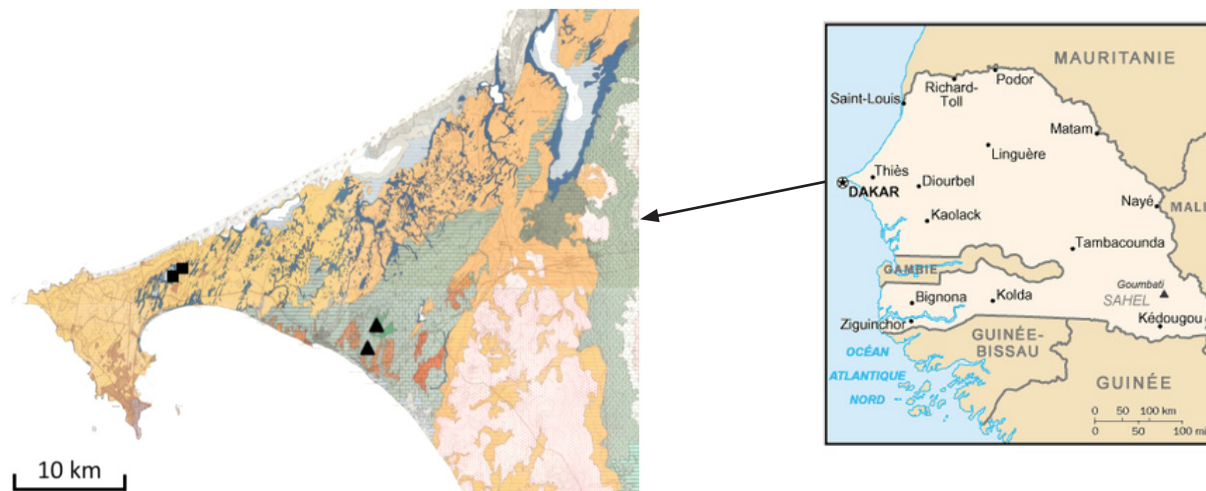 10 km
MAURITANIE
Podor
Richard-
Toll
Saint-Louis
Matam
Linguère
Thiès
Diourbel
DAKAR
Nayé
MALI
Kaolack
Tambacounda
GAMBIE
Goumbati
SAHEL
Bignona
Kolda
Kédougou
Ziguinchor
GUINÉE-
BISSAU
OCÉAN
ATLANTIQUE
NORD
GUINÉE
0 50 100 km
0 50 100 mi